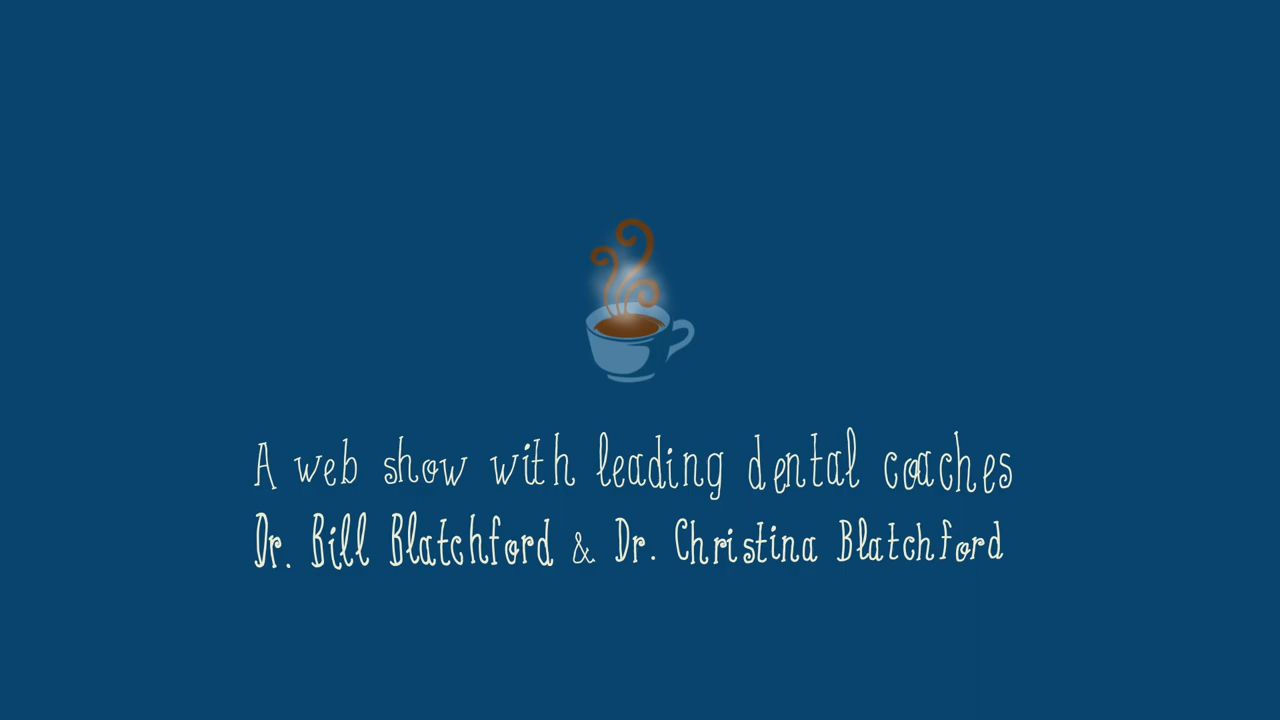 A web show with leading dental coaches
Dr. Bill Blatchford & Dr. Christina Blatchford